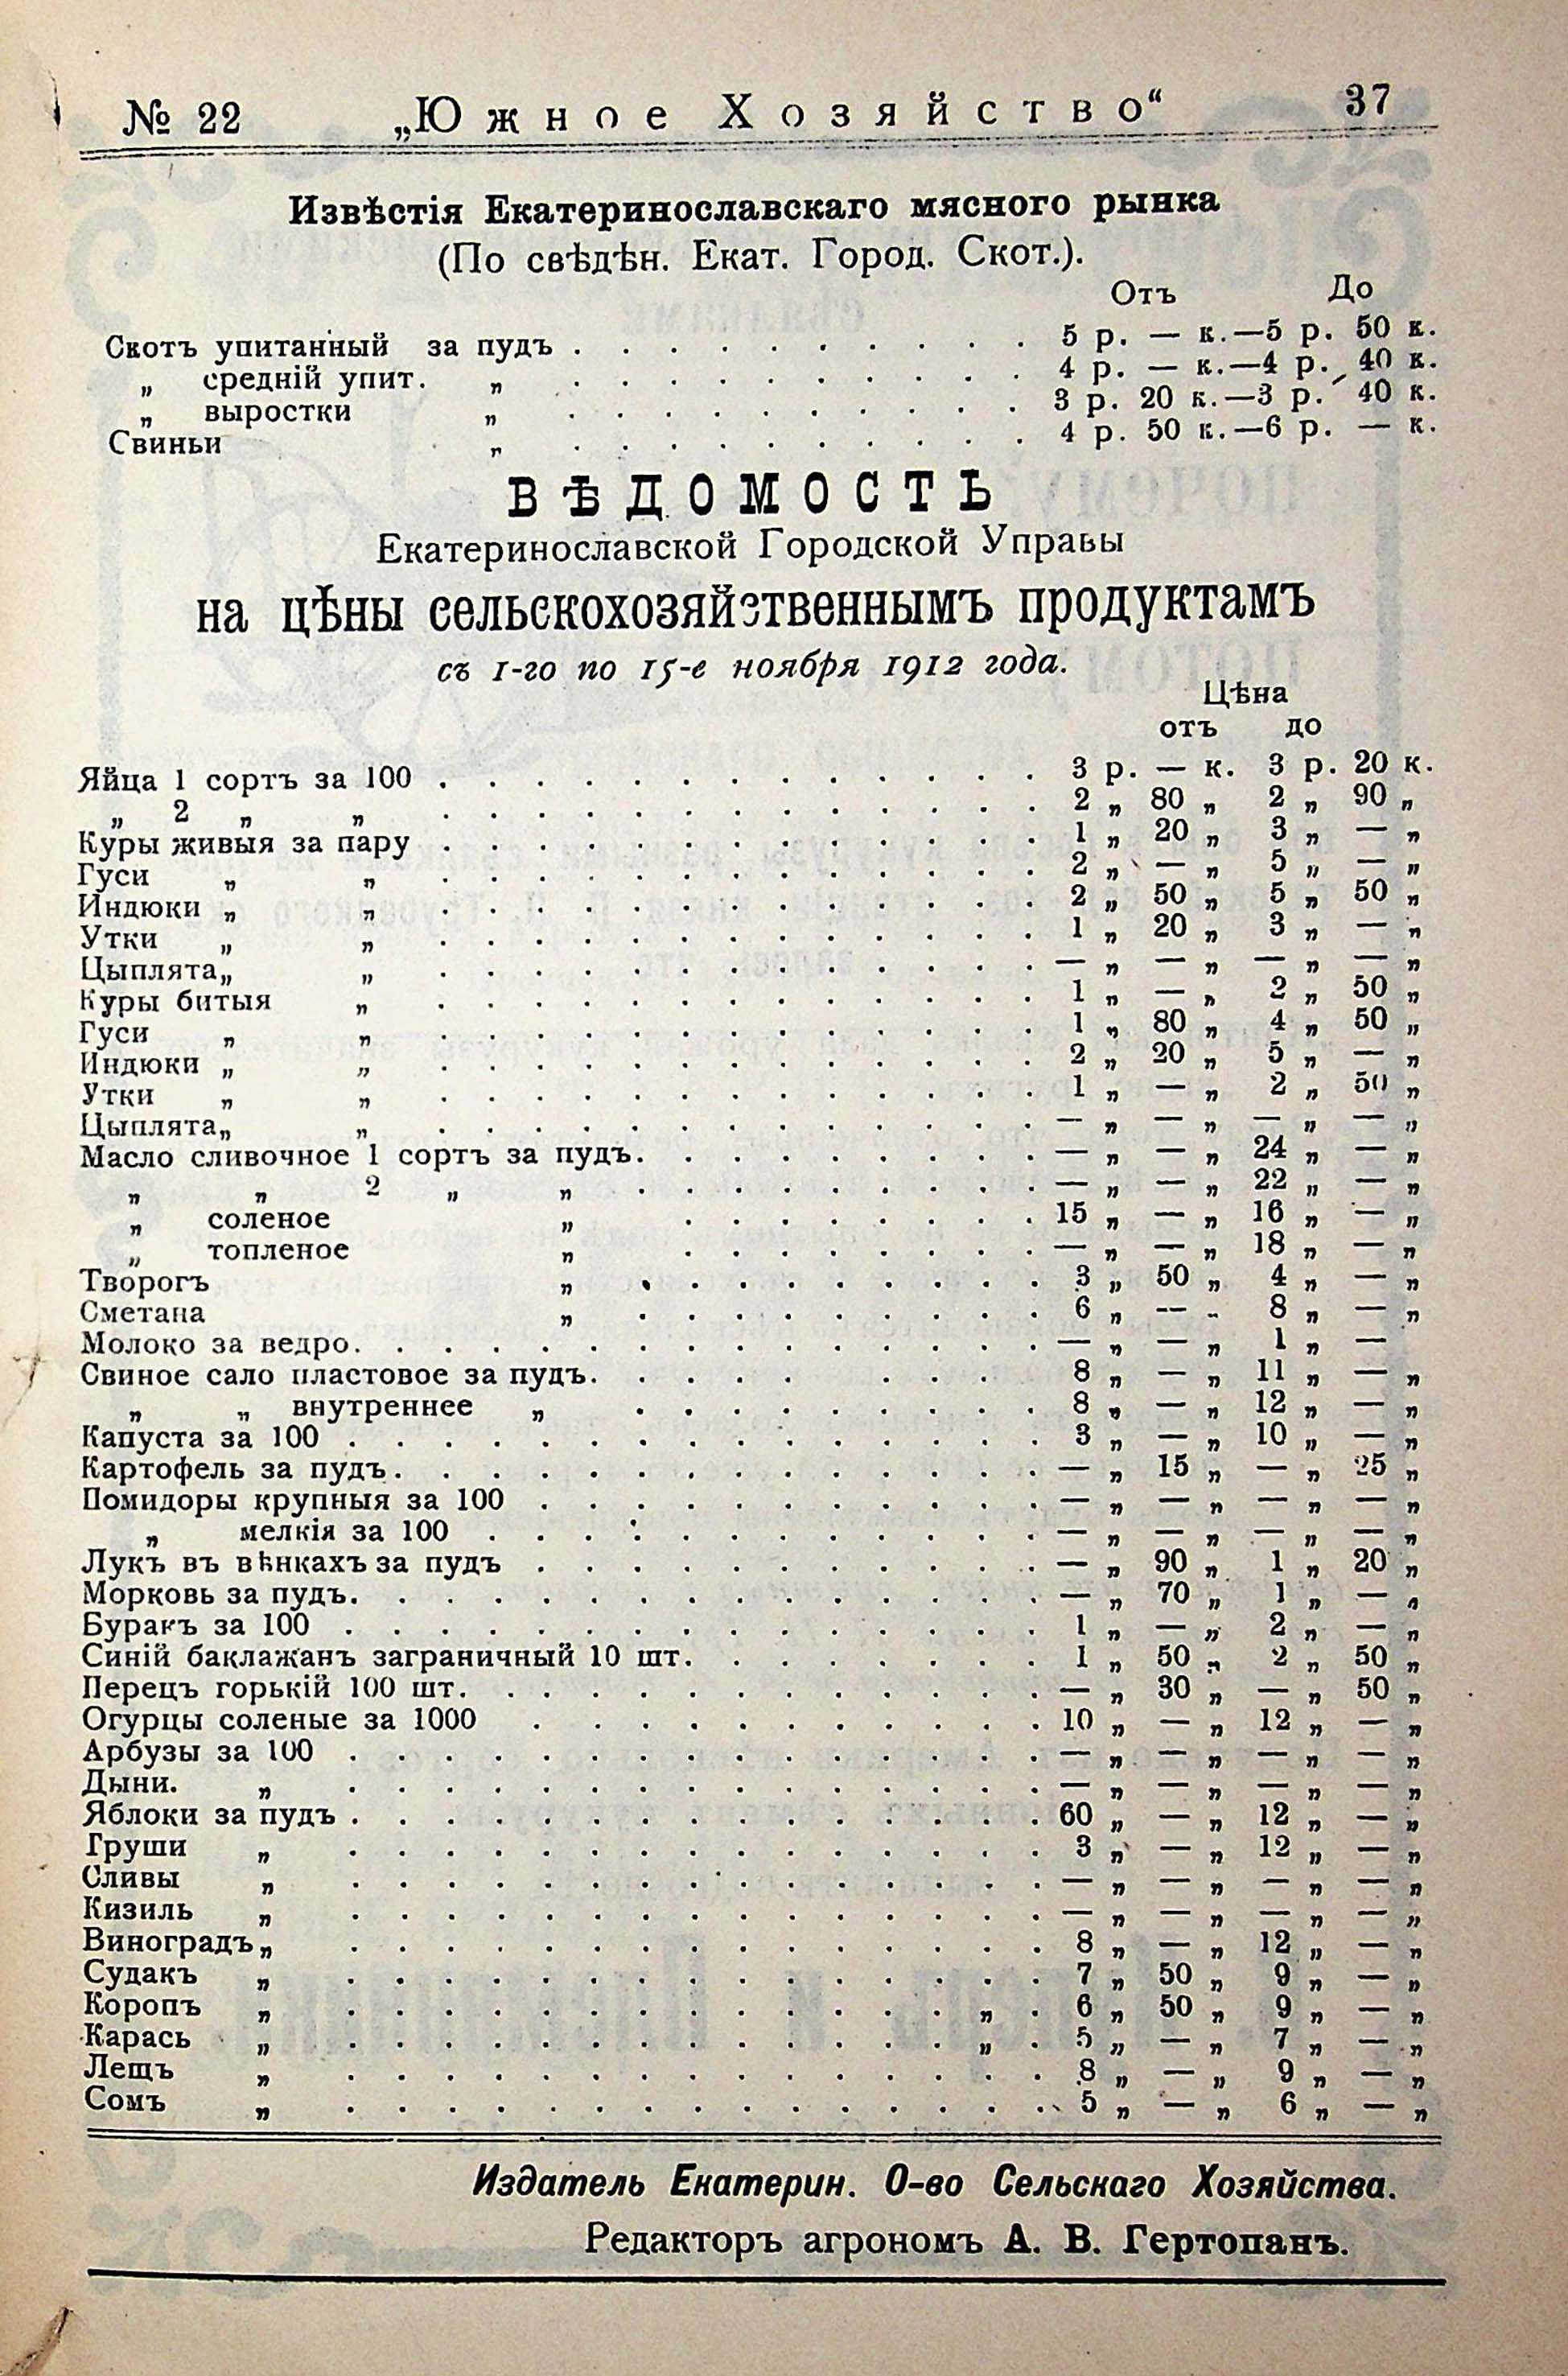 № 22 „Южное Хозяйство“ 37
Извѣстія Екатеринославскаго мясного рынка
(По свѣдѣн. Екат. Город. Скот.).
Отъ До
Скотъ упитанный за пудъ . . . . . . . . . . 5 р. — к.—5 р. 50 к.
„ средній упит. „ . . . . . . . . . . 4 р. — к.—4 р. 40 к.
„ выростки „ . . . . . . . . . . 3 р. 20 к.—3 р. 40 к.
Свиньи „ . . . . . . . . . . 4 р. 50 к.—6 р. — к.
ВѢДОМОСТЬ
Екатеринославской Городской Управы
на цѣны сельскохозяйственнымъ продуктамъ
съ 1-го по 15-е ноября 1912 года.
Цѣна
отъ до
Яйца 1 сортъ за 100 . . . . . . . . . . . . . 3 р. — к. 3 р. 20 к.
„ 2 „ „ . . . . . . . . . . . . . 2 „ 80 „ 2 „ 90 „
Куры живыя за пару . . . . . . . . . . . . . 1 „ 20 „ 3 „ — „
Гуси „ „ . . . . . . . . . . . . . 2 „ — „ 5 „ — „
Индюки „ „ . . . . . . . . . . . . . 2 „ 50 „ 5 „ 50 „
Утки „ „ . . . . . . . . . . . . . 1 „ 20 „ 3 „ — „
Цыплята„ „ . . . . . . . . . . . . . — „ — „ — „ — „
Куры битыя „ . . . . . . . . . . . . . 1 „ — „ 2 „ 50 „
Гуси „ „ . . . . . . . . . . . . . 1 „ 80 „ 4 „ 50 „
Индюки „ „ . . . . . . . . . . . . . 2 „ 20 „ 5 „ — „
Утки „ „ . . . . . . . . . . . . . 1 „ — „ 2 „ 50 „
Цыплята„ „ . . . . . . . . . . . . . — „ — „ — „ — „
Масло сливочное 1 сортъ за пудъ. . . . . . . . . — „ — „ 24 „ — „
„ „ 2 „ „ . . . . . . . . . — „ — „ 22 „ — „
„ соленое „ . . . . . . . . 15 „ — „ 16 „ — „
„ топленое „ . . . . . . . . — „ — „ 18 „ — „
Творогъ „ . . . . . . . . . 3 „ 50 „ 4 „ — „
Сметана „ . . . . . . . . . 6 „ — „ 8 „ — „
Молоко за ведро. . . . . . . . . . . . . . . — „ — „ 1 „ —
Свиное сало пластовое за пудъ. . . . . . . . . 8 „ — „ 11 „ — „
„ „ внутреннее „ . . . . . . . . . 8 „ — „ 12 „ — „
Капуста за 100 . . . . . . . . . . . . . . . 3 „ — „ 10 „ — „
Картофель за пудъ. . . . . . . . . . . . . . — „ 15 „ — „ 25 „
Помидоры крупныя за 100 . . . . . . . . . . . — „ — „ — „ — „
„ мелкія за 100 . . . . . . . . . . . . — „ — „ — „ — „
Лукъ въ вѣнкахъ за пудъ . . . . . . . . . . . — „ 90 „ 1 „ 20 „
Морковь за пудъ. . . . . . . . . . . . . . . — „ 70 „ 1 „ — „
Буракъ за 100 . . . . . . . . . . . . . . . 1 „ — „ 2 „ — „
Синій баклажанъ заграничный 10 шт. . . . . . . . 1 „ 50 „ 2 „ 50 „
Перецъ горькій 100 шт. . . . . . . . . . . . . — „ 30 „ — „ 50 „
Огурцы соленые за 1000 . . . . . . . . . . . 10 „ — „ 12 „ — „
Арбузы за 100 . . . . . . . . . . . . . . . — „ — „ — „ — „
Дыни. „ . . . . . . . . . . . . . . . — „ — „ — „ — „
Яблоки за пудъ . . . . . . . . . . . . . . . 60 „ — „ 12 „ — „
Груши „ . . . . . . . . . . . . . . . 3 „ — „ 12 „ — „
Сливы „ . . . . . . . . . . . . . . . — „ — „ — „ — „
Кизиль „ . . . . . . . . . . . . . . . — „ — „ — „ — „
Виноградъ„ . . . . . . . . . . . . . . . 8 „ — „ 12 „ — „
Судакъ „ . . . . . . . . . . . . . . . 7 „ 50 „ 9 „ — „
Коропъ „ . . . . . . . . . . . . . „ . 6 „ 50 „ 9 „ — „
Карась „ . . . . . . . . . . . . . „ . 5 „ — „ 7 „ — „
Лещъ „ . . . . . . . . . . . . . . . 8 „ — „ 9 „ — „
Сомъ „ . . . . . . . . . . . . . . . 5 „ — „ 6 „ — „
Издатель Екатерин. О-во Сельскаго Хозяйства.
Редакторъ агрономъ А. В. Гертопанъ.